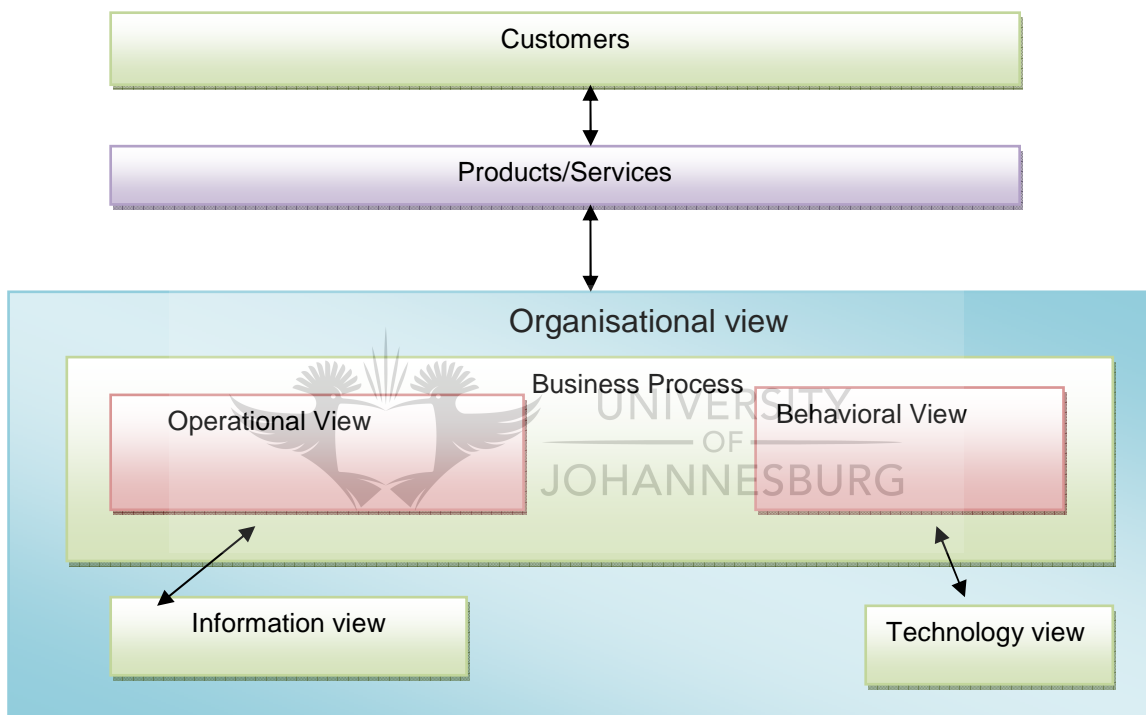 Customers
Products/Services
Organisational view
Business Process
Operational View
Behavioral View
UNIVERSITY
OF
JOHANNESBURG
Information view
Technology view